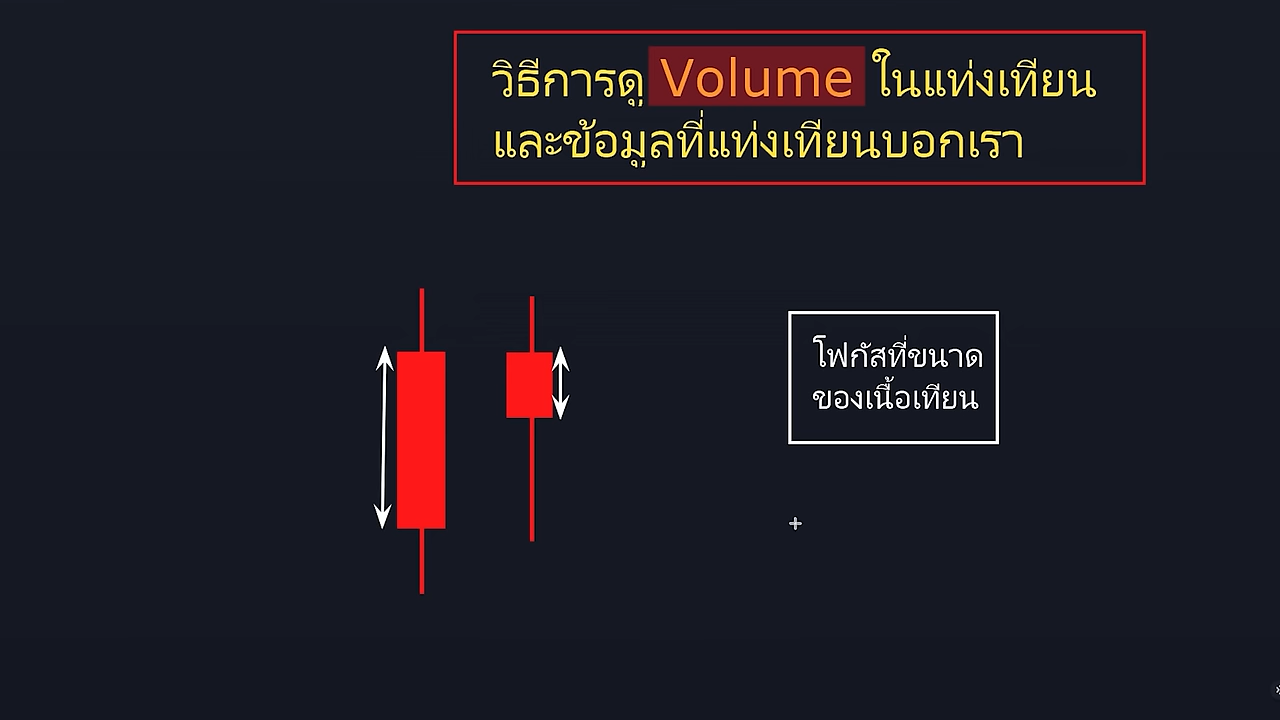 วิธีการดู Volume ในแท่งเทียน
และข้อมูลที่แท่งเทียนบอกเรา
โฟกัสที่ขนาด
ของเนื้อเทียน